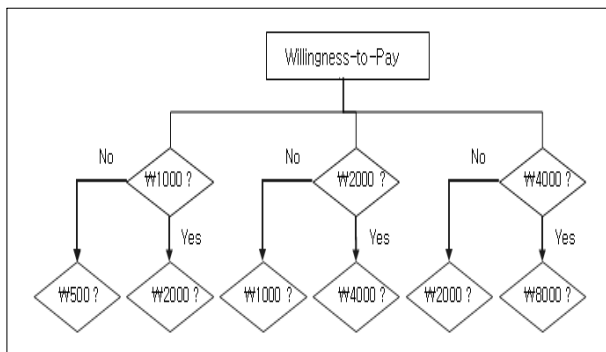 Willingness-to-Pay
No No No
₩1000 ? ₩2000 ? ₩4000 ?
Yes Yes Yes
₩500 ? ₩2000 ? ₩1000 ? ₩4000 ? ₩2000 ? ₩8000 ?